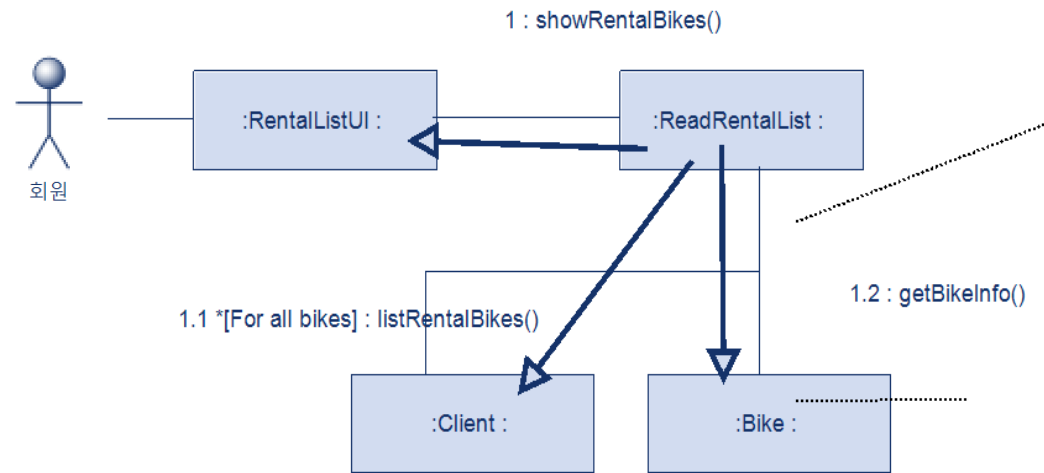 1 : showRentalBikes()
:RentalListUI :
:ReadRentalList :
회원
1.2 : getBikeInfo()
1.1 *[For all bikes] : listRentalBikes()
:Client :
:Bike :